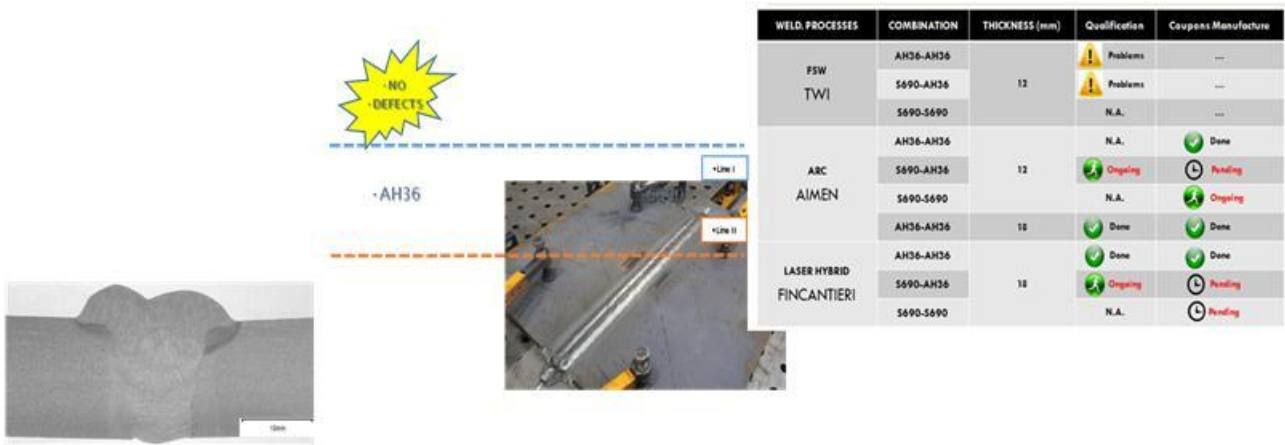 ·NO
·DEFECTS
·AH36
•Line I
•Line II
10mm
WELD. PROCESSES COMBINATION THICKNESS (mm) Qualification Coupons Manufacture
FSW
TWI
AH36-AH36 Problems ...
S690-AH36 12 Problems ...
S690-S690 N.A. ...
ARC
AIMEN
AH36-AH36 N.A. Done
S690-AH36 12 Ongoing Pending
S690-S690 N.A. Ongoing
AH36-AH36 18 Done Done
LASER HYBRID
FINCANTIERI
AH36-AH36 Done Done
S690-AH36 18 Ongoing Pending
S690-S690 N.A. Pending